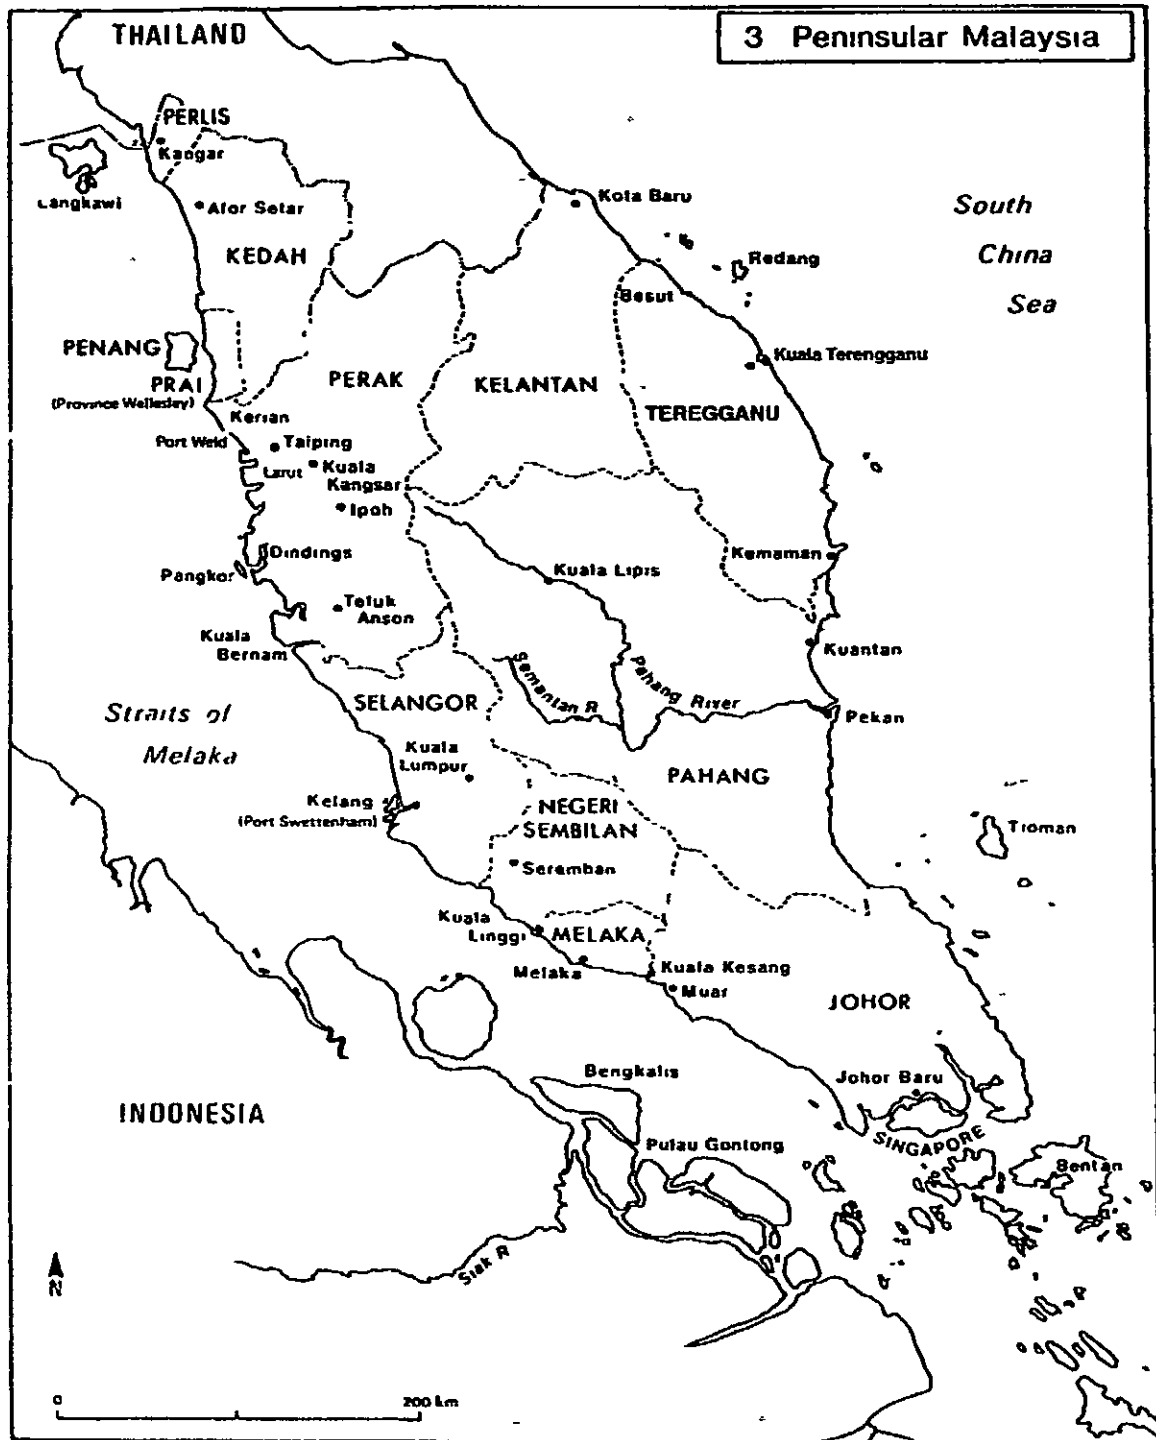 THAILAND
3 Peninsular Malaysia
PERLIS
Kangar
Langkawi
Alor Setar
KEDAH
Kota Baru
South
China
Sea
Redang
Besut
PENANG
PRAI
(Province Wellesley)
PERAK
KELANTAN
Kuala Terengganu
TEREGGANU
Kerian
Port Weld
Taiping
Larut
Kuala
Kangsar
Ipoh
Dindings
Pangkor
Kemaman
Kuala Lipis
Teluk
Anson
Kuala
Bernam
Kuantan
SELANGOR
Semantan R
Pahang River
Pekan
Straits of
Melaka
Kuala
Lumpur
PAHANG
Kelang
(Port Swettenham)
NEGERI
SEMBILAN
Tioman
Seremban
Kuala
Linggi
MELAKA
Melaka
Kuala Kesang
Muar
JOHOR
Bengkalis
Johor Baru
INDONESIA
SINGAPORE
Pulau Gontong
Bentan
Siak R
N
0
200 km